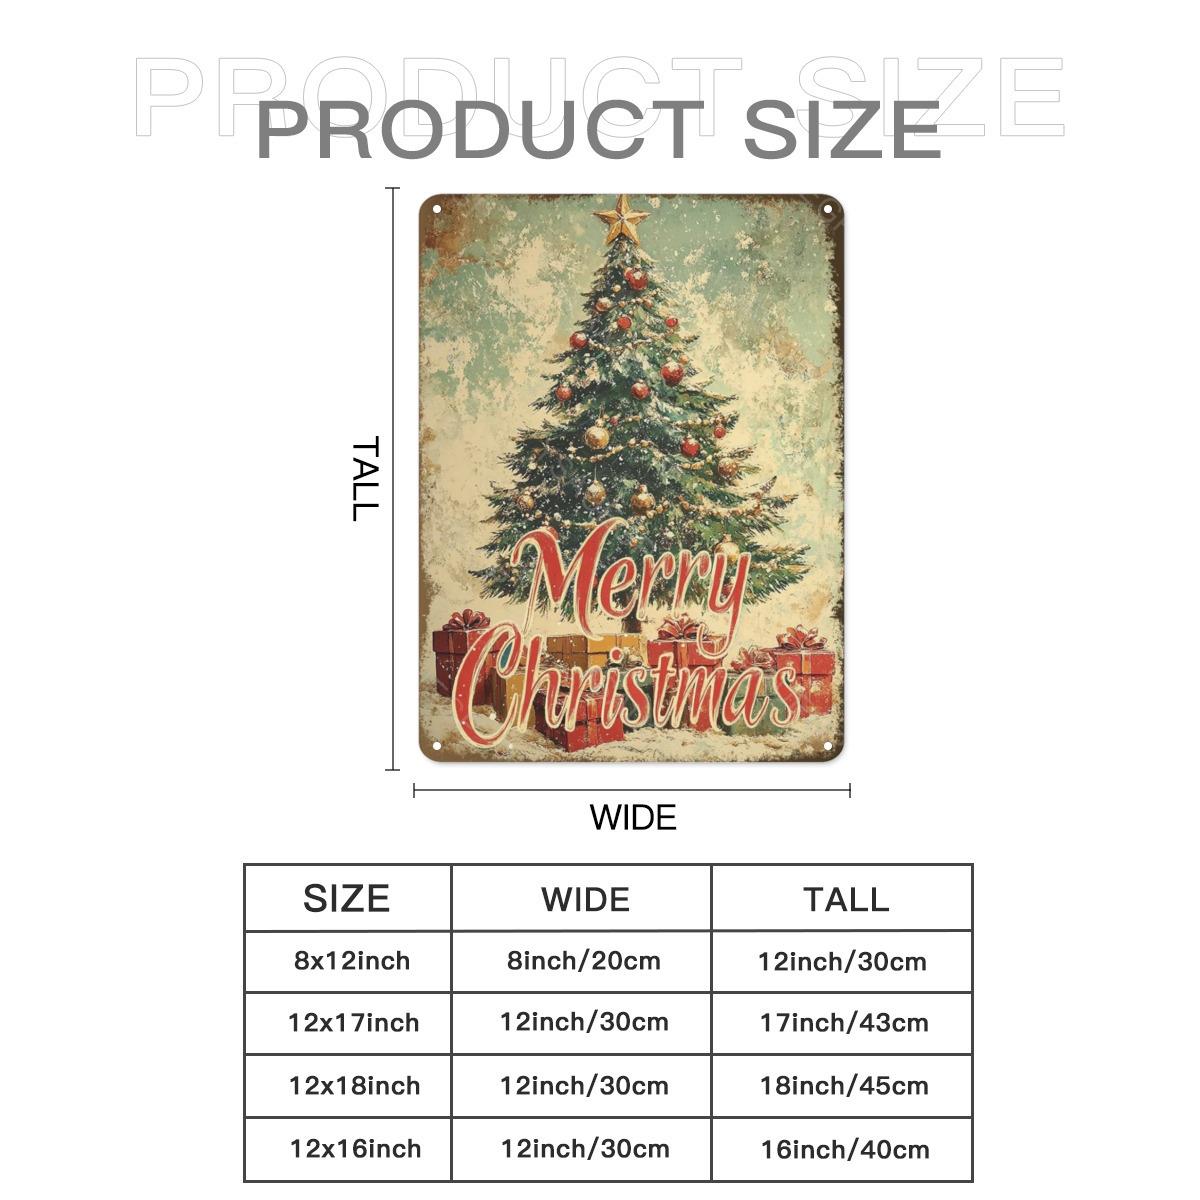 PRODUCT SIZE
PRODUCT SIZE
TALL
Merry
Christmas
WIDE
SIZE WIDE TALL
8x12inch 8inch/20cm 12inch/30cm
12x17inch 12inch/30cm 17inch/43cm
12x18inch 12inch/30cm 18inch/45cm
12x16inch 12inch/30cm 16inch/40cm